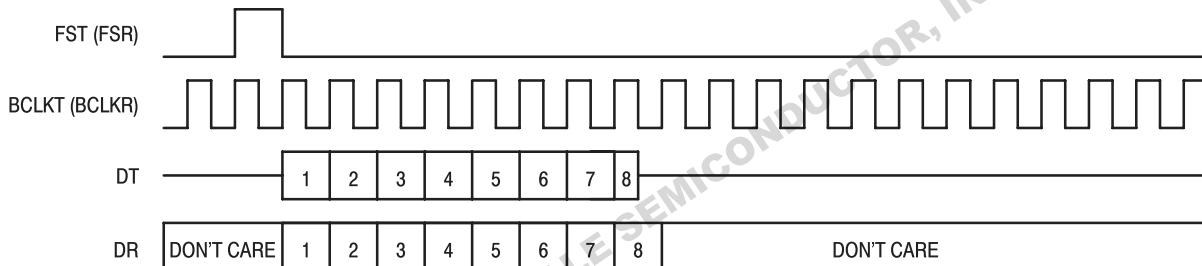 FST (FSR)
BCLKT (BCLKR)
DT 1 2 3 4 5 6 7 8
DR DON'T CARE 1 2 3 4 5 6 7 8 DON'T CARE
LE SEMICONDUCTOR, IN